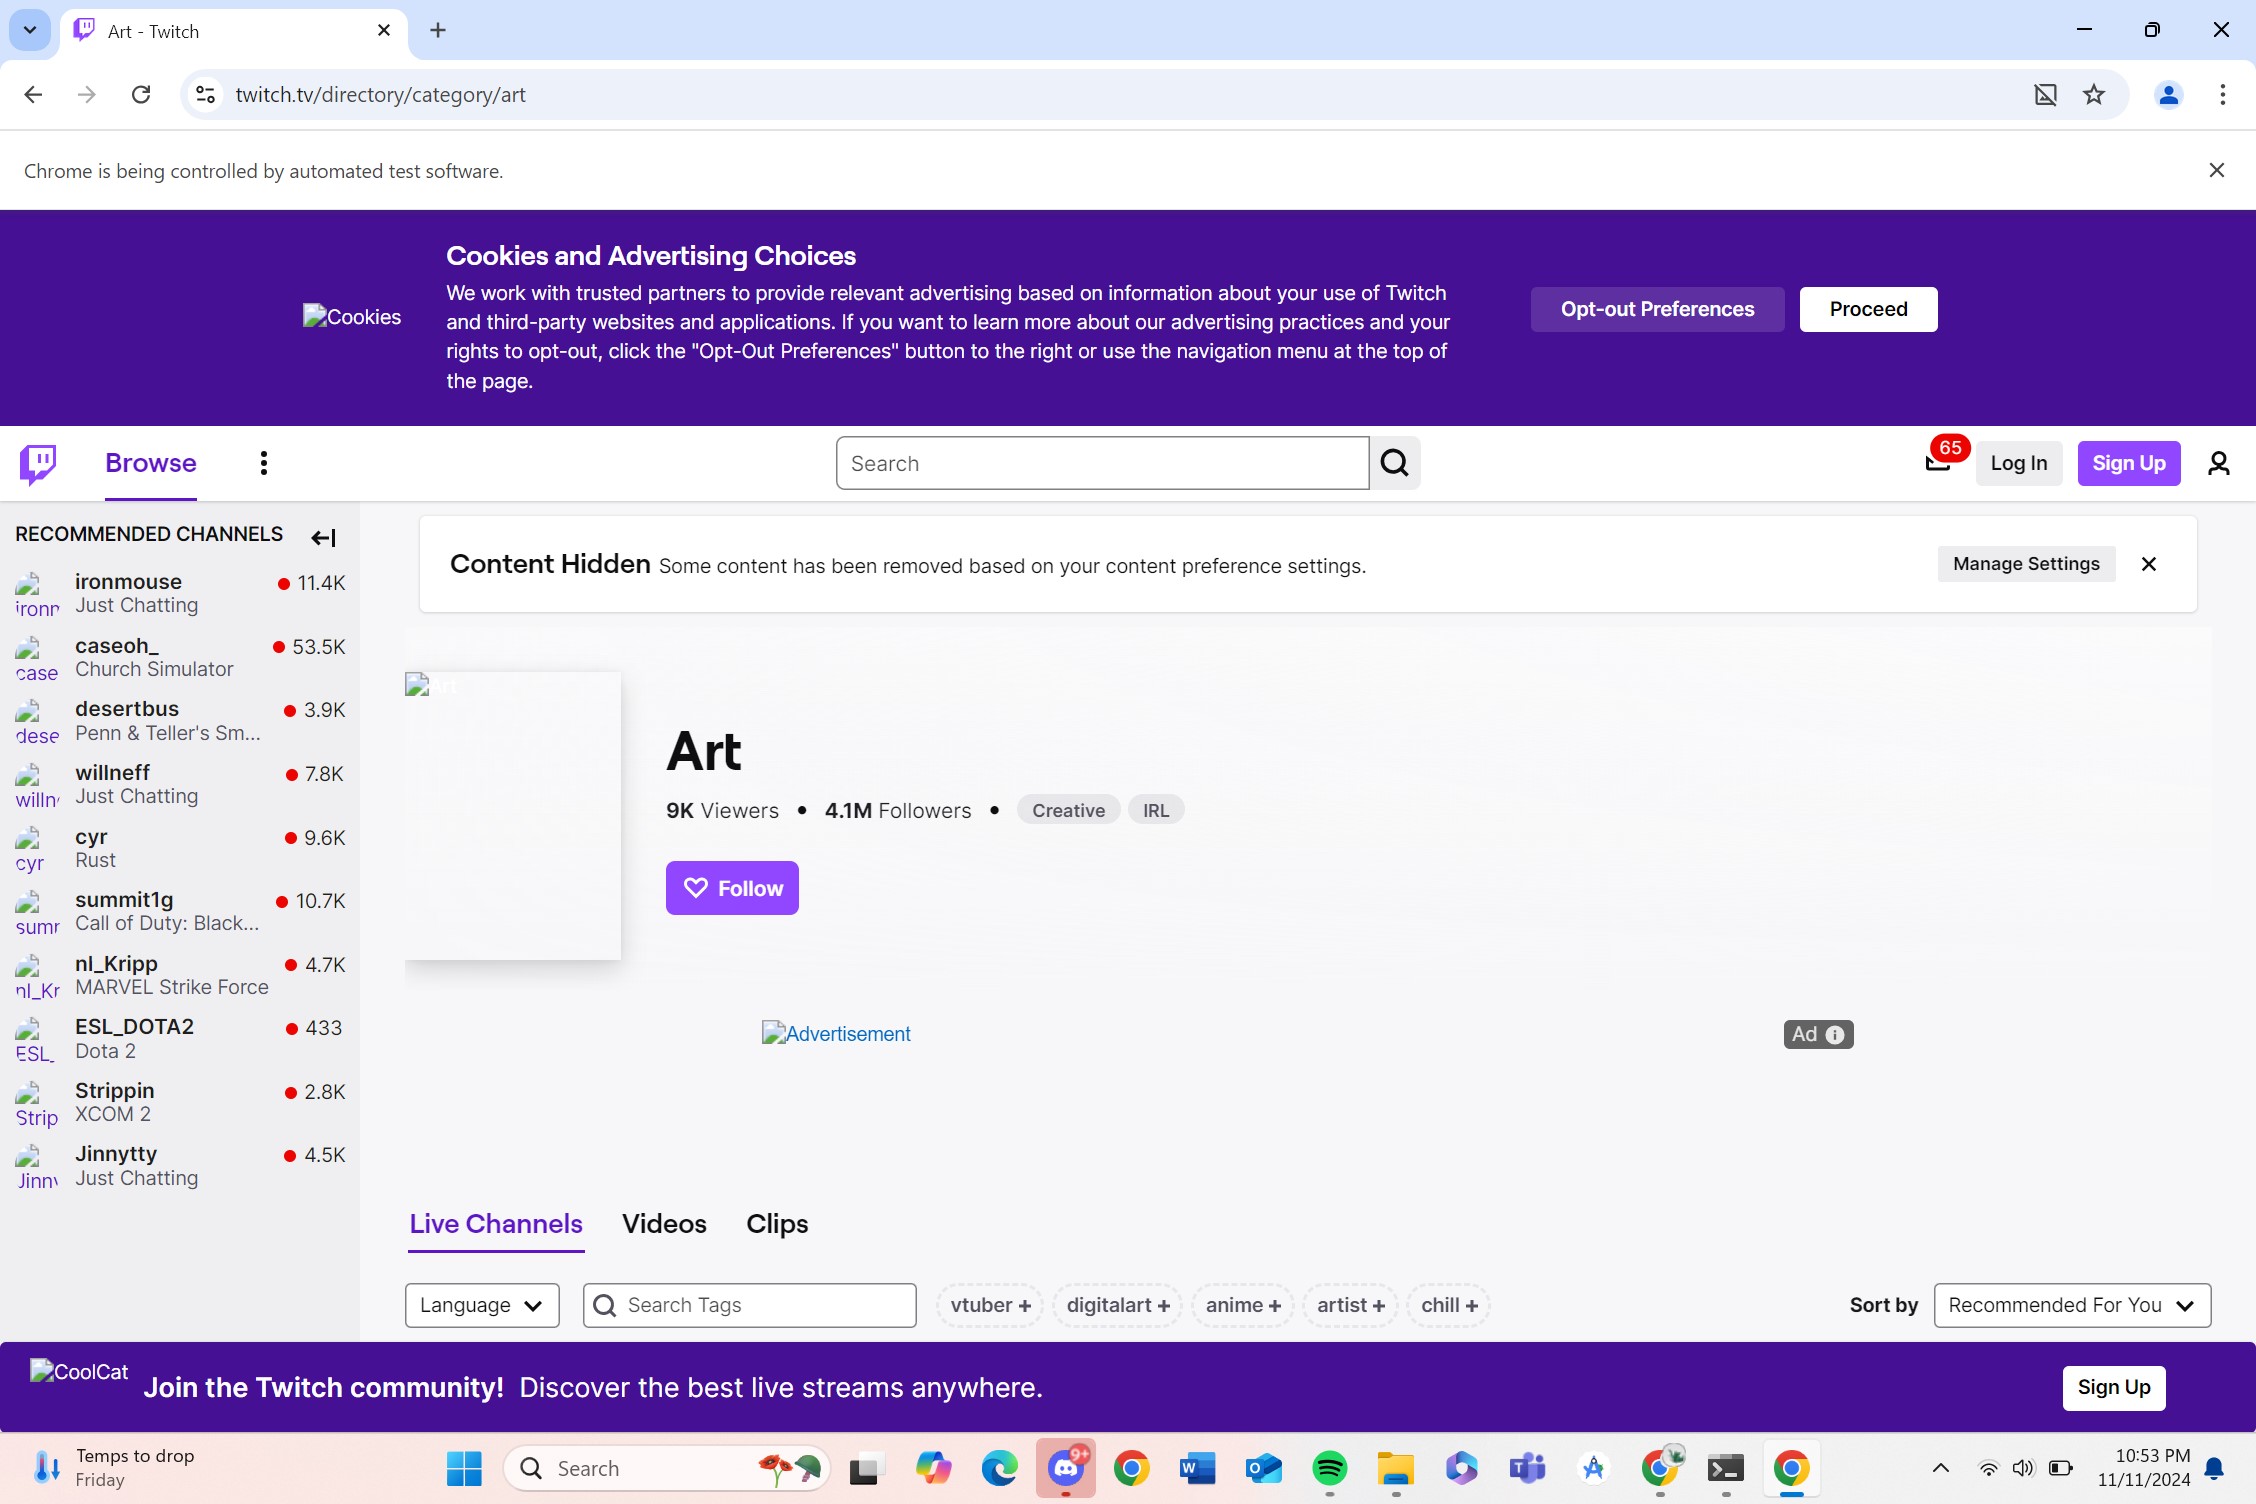 Art - Twitch
twitch.tv/directory/category/art
Chrome is being controlled by automated test software.
Cookies
Cookies and Advertising Choices
We work with trusted partners to provide relevant advertising based on information about your use of Twitch
and third-party websites and applications. If you want to learn more about our advertising practices and your
rights to opt-out, click the "Opt-Out Preferences" button to the right or use the navigation menu at the top of
the page.
Opt-out Preferences
Proceed
Browse
Search
65
Log In
Sign Up
RECOMMENDED CHANNELS
ironmouse 11.4K
Just Chatting
caseoh_ 53.5K
case Church Simulator
desertbus 3.9K
dese Penn & Teller's Sm...
willneff 7.8K
Just Chatting
cyr 9.6K
cyr Rust
summit1g 10.7K
Call of Duty: Black...
nl_Kripp 4.7K
nl_Kr MARVEL Strike Force
ESL_DOTA2 433
ESL_ Dota 2
Strippin 2.8K
Strip XCOM 2
Jinnytty 4.5K
Just Chatting
Content Hidden Some content has been removed based on your content preference settings.
Manage Settings
Art
Art
9K Viewers • 4.1M Followers • Creative IRL
Follow
Advertisement
Ad
Live Channels Videos Clips
Language
Search Tags
vtuber + digitalart + anime + artist + chill +
Sort by Recommended For You
CoolCat
Join the Twitch community! Discover the best live streams anywhere.
Sign Up
Temps to drop
Friday
Search
9+
10:53 PM
11/11/2024